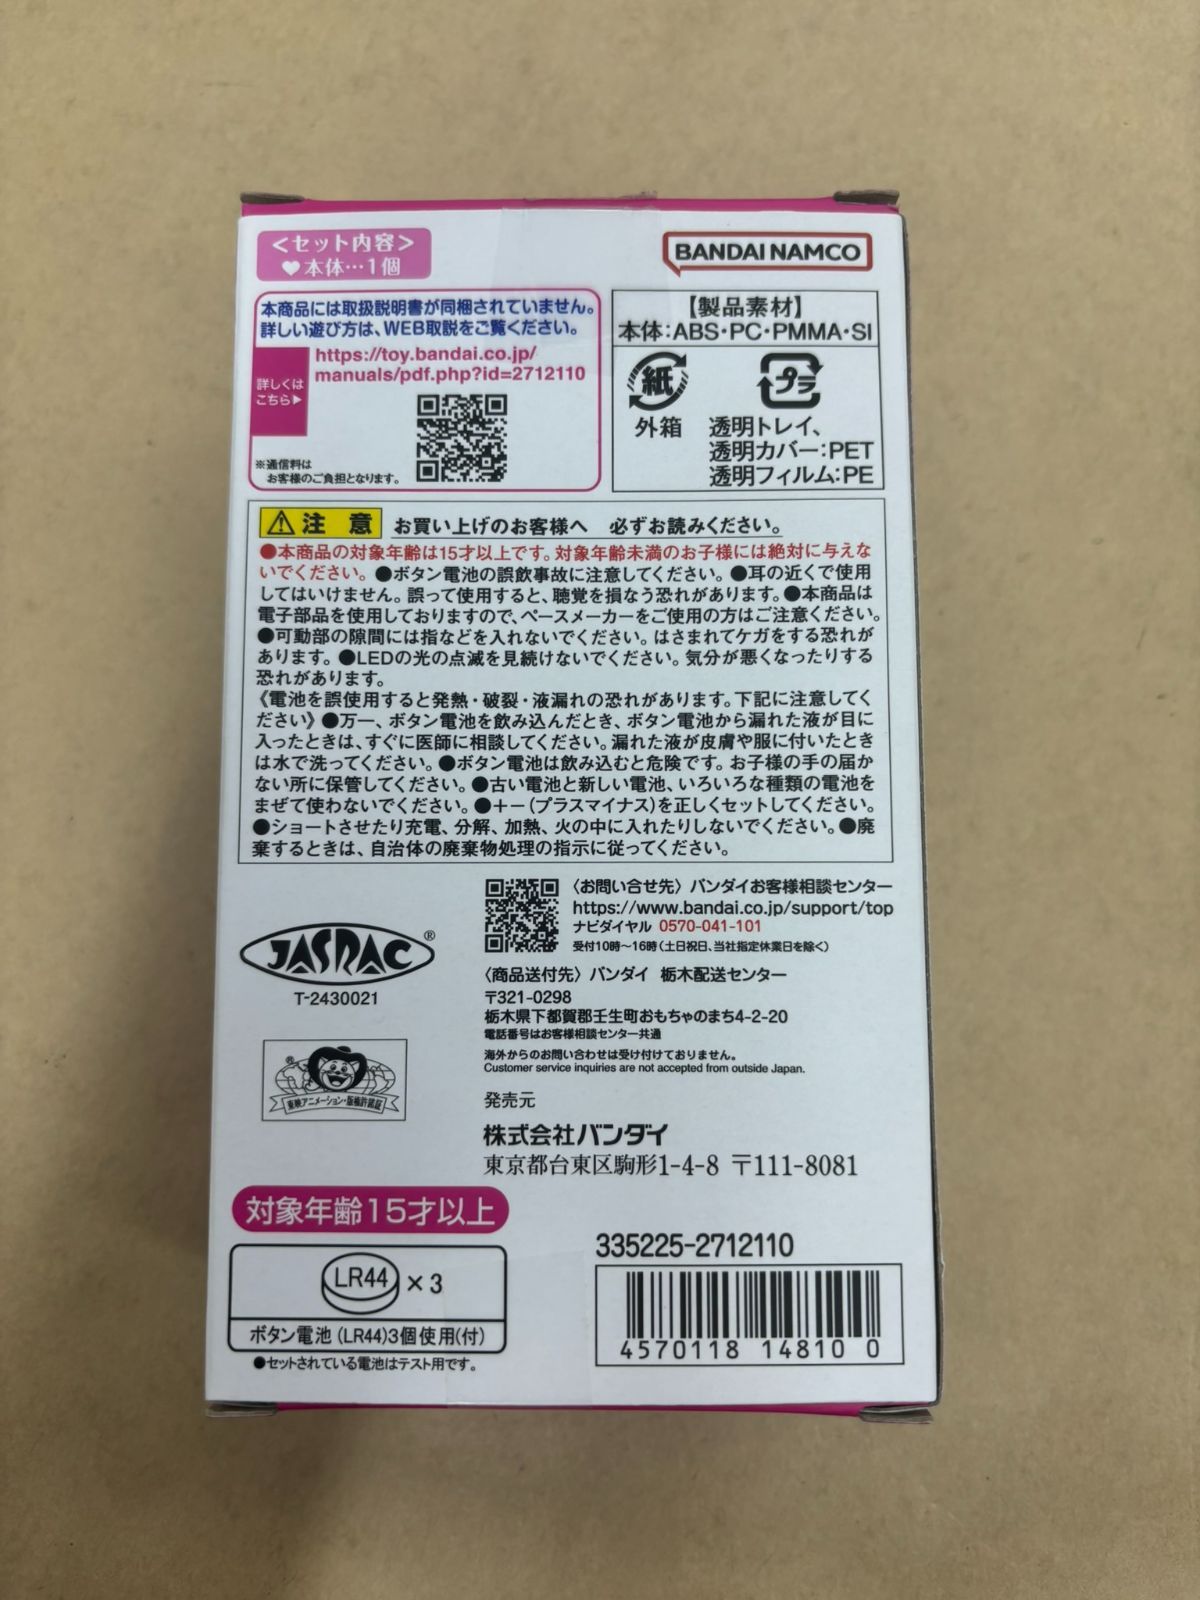 <セット内容>
♥本体…1個
BANDAI NAMCO
本商品には取扱説明書が同梱されていません。
詳しい遊び方は、WEB取説をご覧ください。
詳しくは
こちら▶
https://toy.bandai.co.jp/
manuals/pdf.php?id=2712110
※通信料は
お客様のご負担となります。
【製品素材】
本体:ABS・PC・PMMA・SI
紙
プラ
外箱
透明トレイ、
透明カバー:PET
透明フィルム:PE
注 意 お買い上げのお客様へ 必ずお読みください。
●本商品の対象年齢は15才以上です。対象年齢未満のお子様には絶対に与えな
いでください。●ボタン電池の誤飲事故に注意してください。●耳の近くで使用
してはいけません。誤って使用すると、聴覚を損なう恐れがあります。●本商品は
電子部品を使用しておりますので、ペースメーカーをご使用の方はご注意ください。
●可動部の隙間には指などを入れないでください。はさまれてケガをする恐れが
あります。●LEDの光の点滅を見続けないでください。気分が悪くなったりする
恐れがあります。
《電池を誤使用すると発熱・破裂・液漏れの恐れがあります。下記に注意してく
ださい》●万一、ボタン電池を飲み込んだとき、ボタン電池から漏れた液が目に
入ったときは、すぐに医師に相談してください。漏れた液が皮膚や服に付いたとき
は水で洗ってください。●ボタン電池は飲み込むと危険です。お子様の手の届か
ない所に保管してください。●古い電池と新しい電池、いろいろな種類の電池を
まぜて使わないでください。●+-(プラスマイナス)を正しくセットしてください。
●ショートさせたり充電、分解、加熱、火の中に入れたりしないでください。●廃
棄するときは、自治体の廃棄物処理の指示に従ってください。
JASRAC®
T-2430021
®
東映アニメーション・版権許諾証
〈お問い合せ先〉バンダイお客様相談センター
https://www.bandai.co.jp/support/top
ナビダイヤル 0570-041-101
受付10時~16時(土日祝日、当社指定休業日を除く)
〈商品送付先〉バンダイ 栃木配送センター
〒321-0298
栃木県下都賀郡壬生町おもちゃのまち4-2-20
電話番号はお客様相談センター共通
海外からのお問い合わせは受け付けておりません。
Customer service inquiries are not accepted from outside Japan.
発売元
株式会社バンダイ
東京都台東区駒形1-4-8 〒111-8081
対象年齢15才以上
LR44 ×3
ボタン電池(LR44)3個使用(付)
●セットされている電池はテスト用です。
335225-2712110
4570118 14810 0